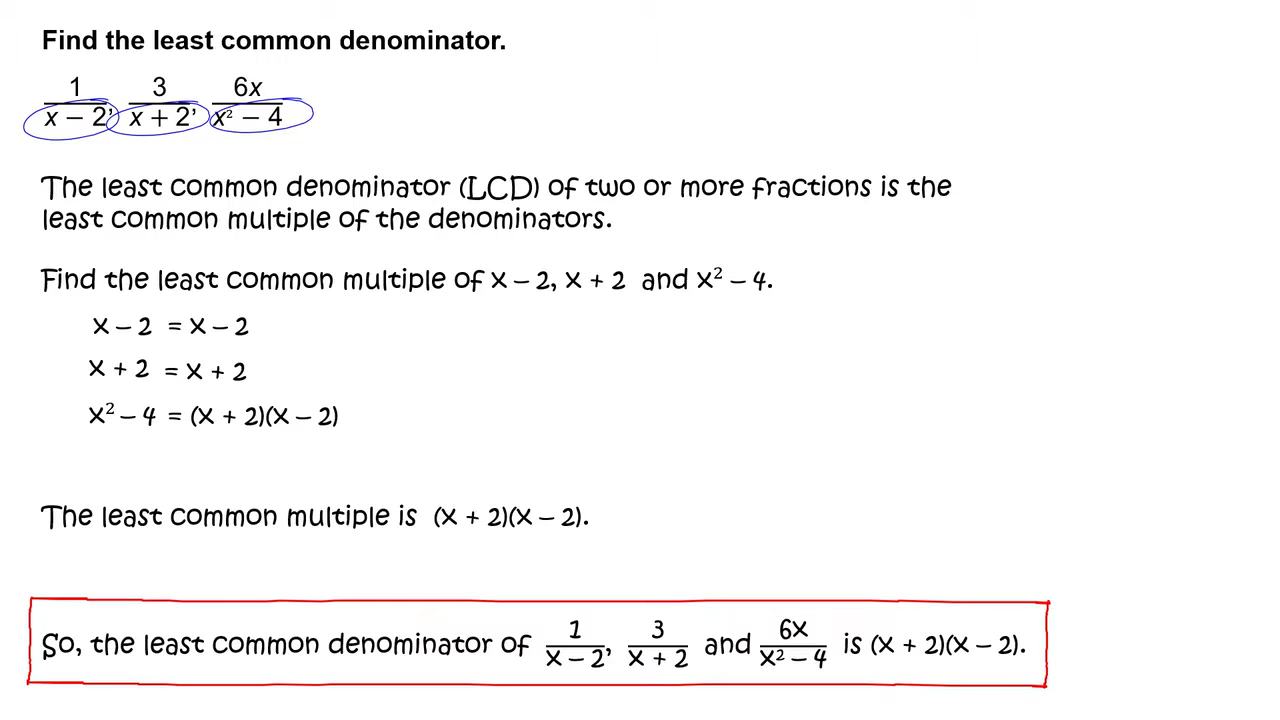 Find the least common denominator.
1/(x − 2), 3/(x + 2), 6x/(x² − 4)
The least common denominator (LCD) of two or more fractions is the
least common multiple of the denominators.
Find the least common multiple of x − 2, x + 2 and x² − 4.
x − 2 = x − 2
x + 2 = x + 2
x² − 4 = (x + 2)(x − 2)
The least common multiple is (x + 2)(x − 2).
So, the least common denominator of 1/(x − 2), 3/(x + 2) and 6x/(x² − 4) is (x + 2)(x − 2).